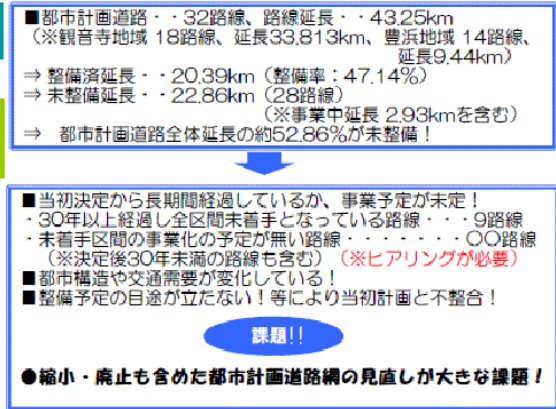 ■都市計画道路・・32路線、路線延長・・43.25km
(※観音寺地域 18路線、延長33.813km、豊浜地域 14路線、
延長9.44km)
⇒ 整備済延長・・20.39km(整備率:47.14%)
⇒ 未整備延長・・22.86km(28路線)
(※事業中延長 2.93kmを含む)
⇒ 都市計画道路全体延長の約52.86%が未整備!
■当初決定から長期間経過しているか、事業予定が未定!
・30年以上経過し全区間未着手となっている路線・・・9路線
・未着手区間の事業化の予定が無い路線・・・・・・・〇〇路線
(※決定後30年未満の路線も含む)(※ヒアリングが必要)
■都市構造や交通需要が変化している!
■整備予定の目途が立たない!等により当初計画と不整合!
課題!!
●縮小・廃止も含めた都市計画道路網の見直しが大きな課題!